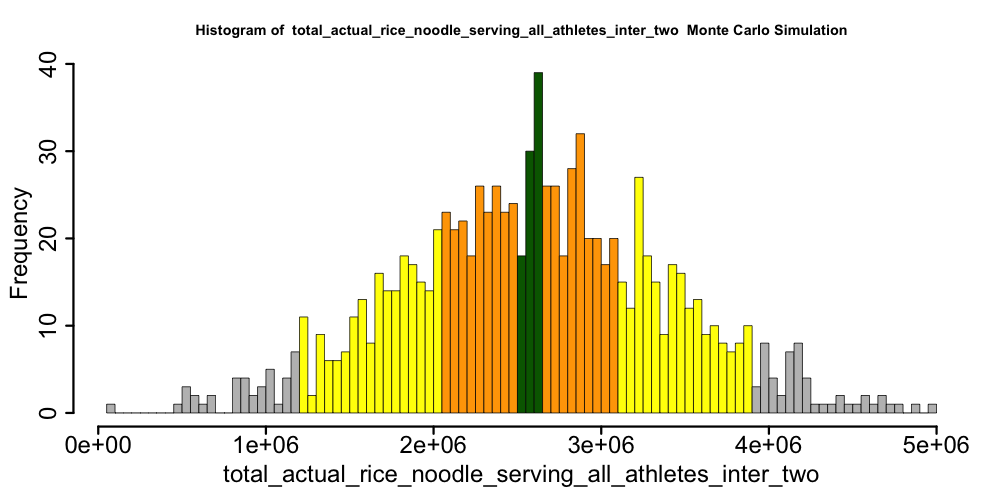 Histogram of  total_actual_rice_noodle_serving_all_athletes_inter_two  Monte Carlo Simulation
Frequency
40
30
20
10
0
0e+00 1e+06 2e+06 3e+06 4e+06 5e+06
total_actual_rice_noodle_serving_all_athletes_inter_two